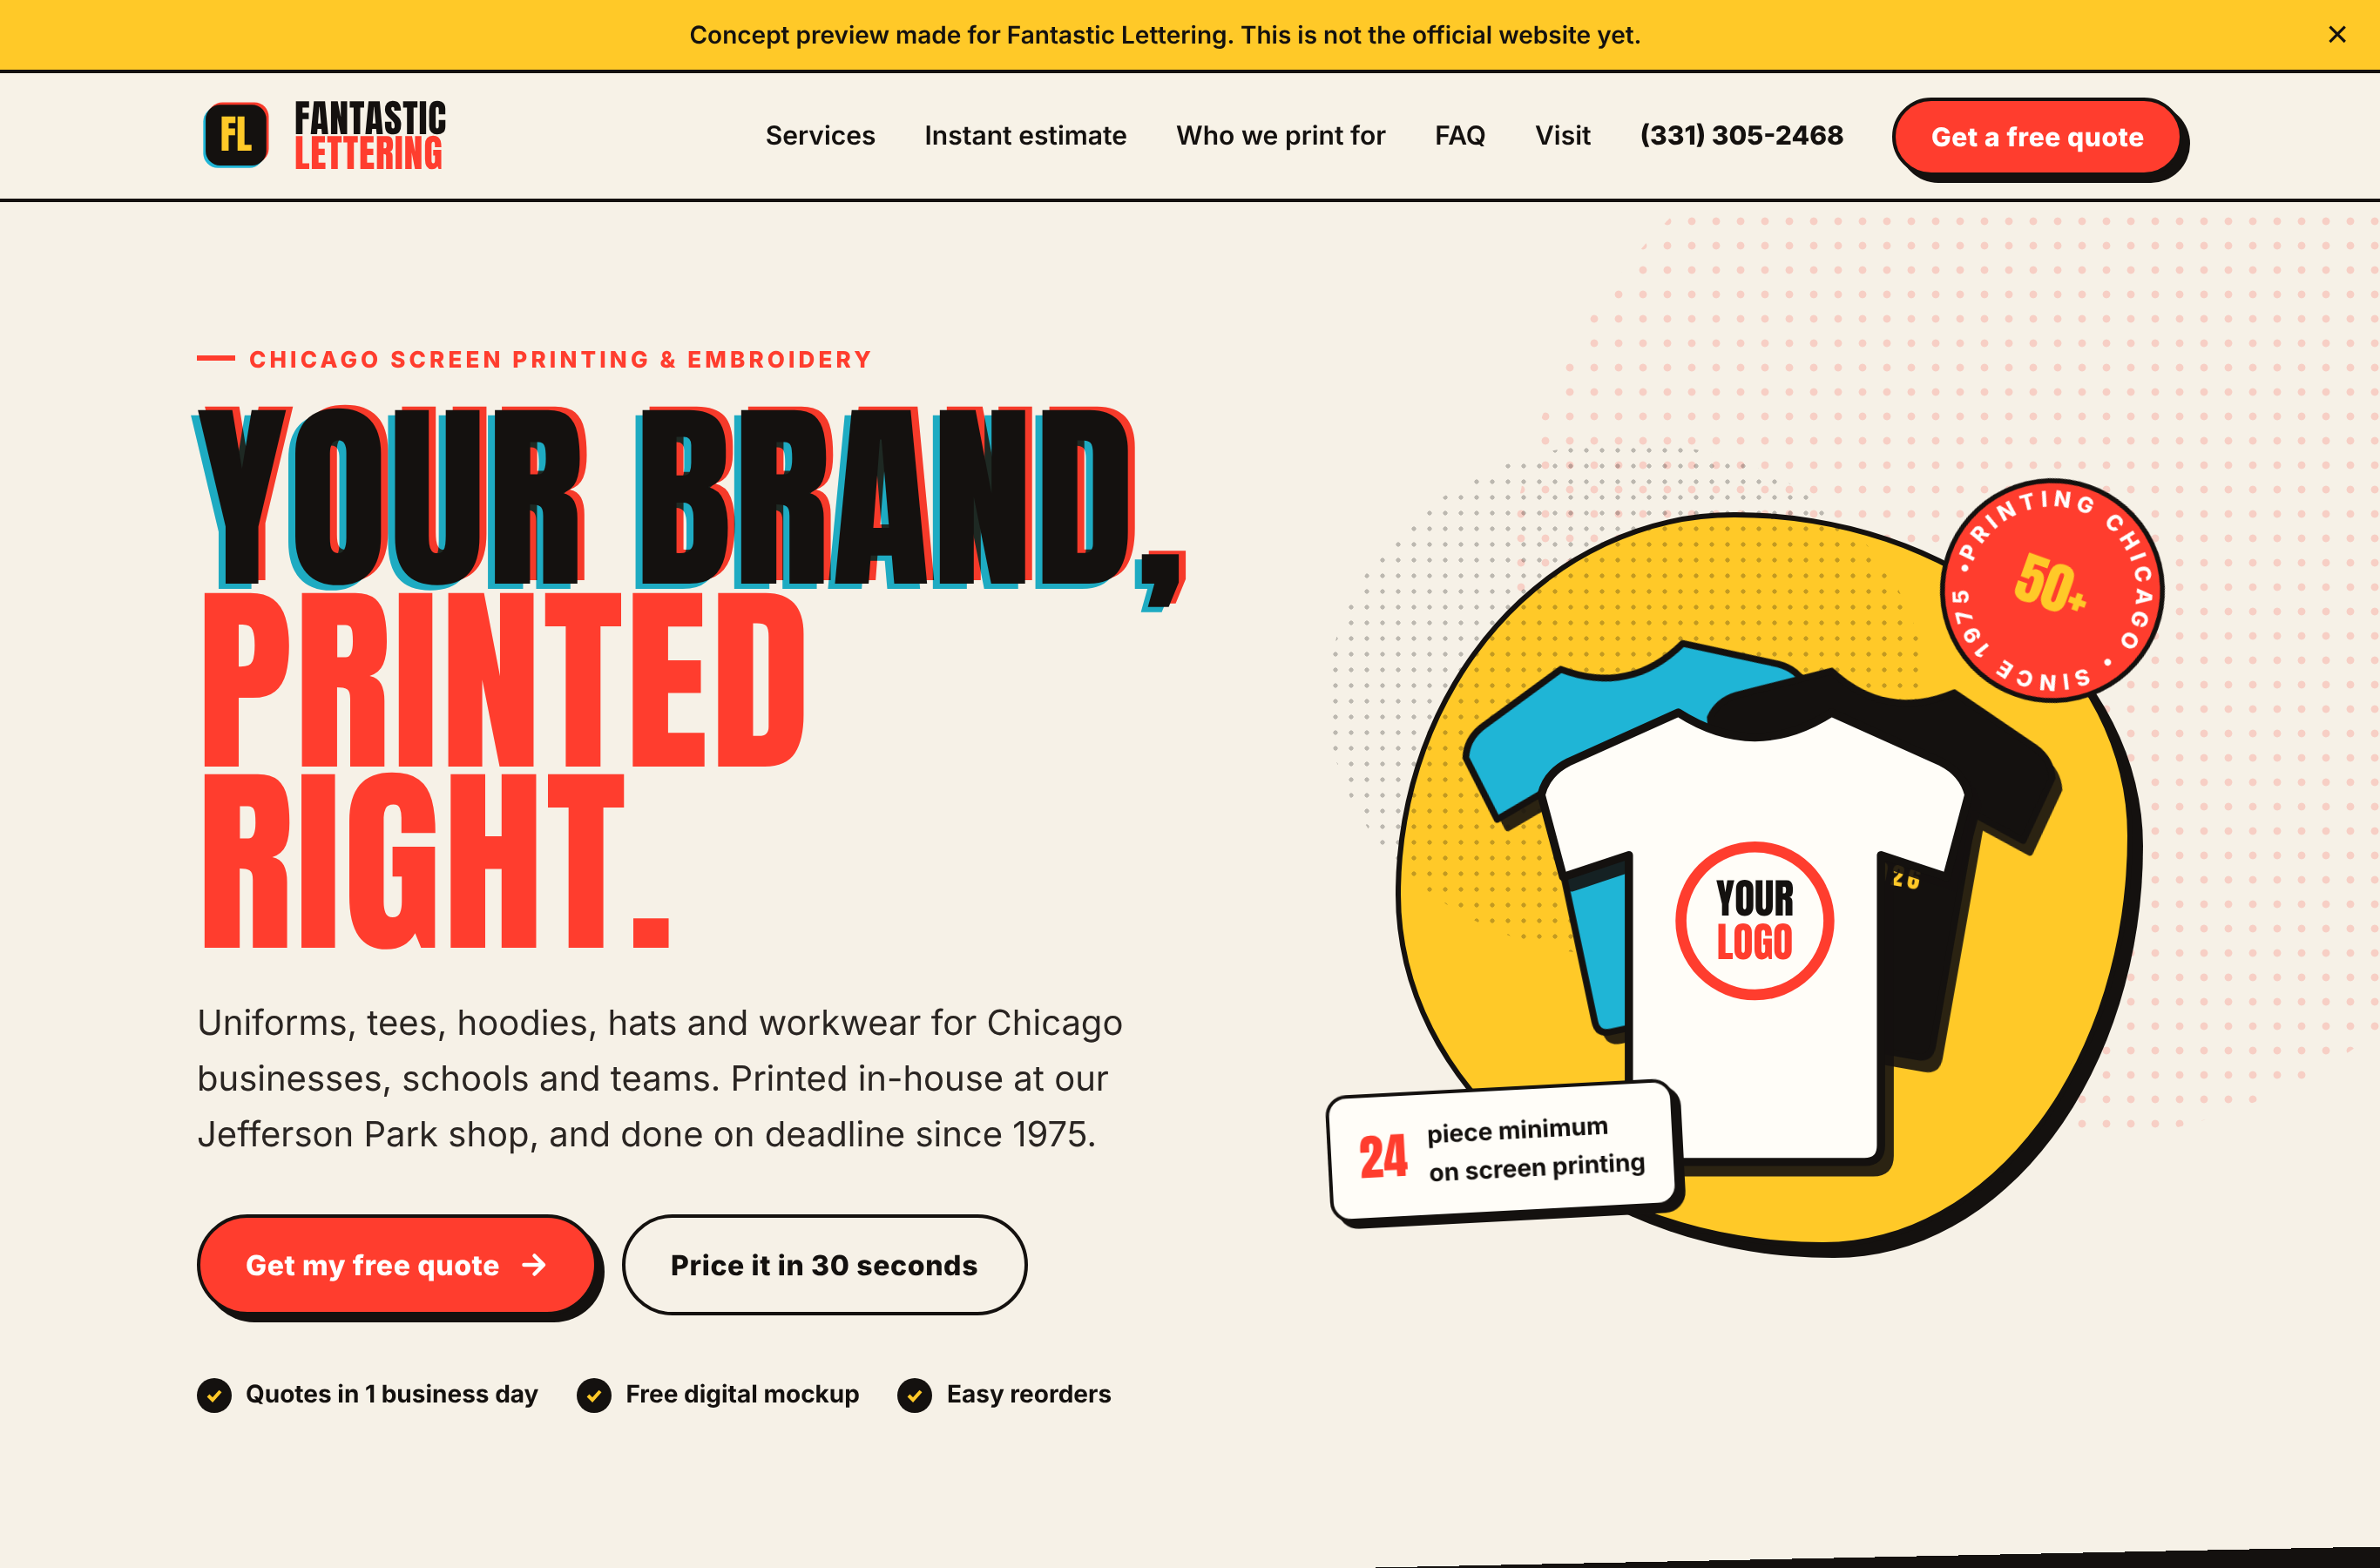 Concept preview made for Fantastic Lettering. This is not the official website yet.
FL
FANTASTIC
LETTERING
Services
Instant estimate
Who we print for
FAQ
Visit
(331) 305-2468
Get a free quote
CHICAGO SCREEN PRINTING & EMBROIDERY
YOUR BRAND,
PRINTED
RIGHT.
Uniforms, tees, hoodies, hats and workwear for Chicago
businesses, schools and teams. Printed in-house at our
Jefferson Park shop, and done on deadline since 1975.
Get my free quote
Price it in 30 seconds
Quotes in 1 business day
Free digital mockup
Easy reorders
PRINTING CHICAGO • SINCE 1975 •
50+
YOUR
LOGO
26
24
piece minimum
on screen printing